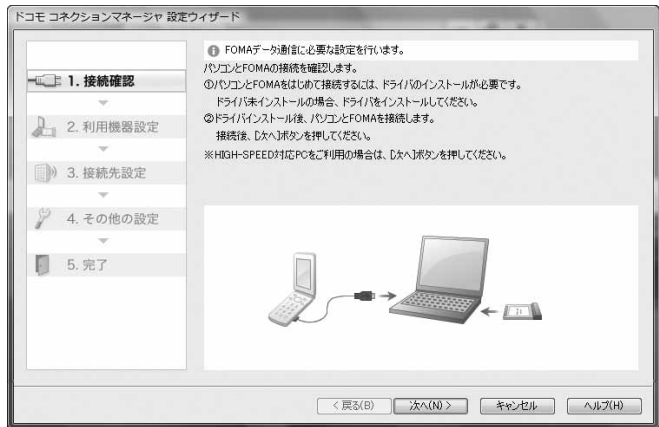 ドコモ コネクションマネージャ 設定ウィザード
1. 接続確認
2. 利用機器設定
3. 接続先設定
4. その他の設定
5. 完了
FOMAデータ通信に必要な設定を行います。
パソコンとFOMAの接続を確認します。
①パソコンとFOMAをはじめて接続するには、ドライバのインストールが必要です。
ドライバ未インストールの場合、ドライバをインストールしてください。
②ドライバインストール後、パソコンとFOMAを接続します。
接続後、[次へ]ボタンを押してください。
※HIGH-SPEED対応PCをご利用の場合は、[次へ]ボタンを押してください。
< 戻る(B)
次へ(N) >
キャンセル
ヘルプ(H)